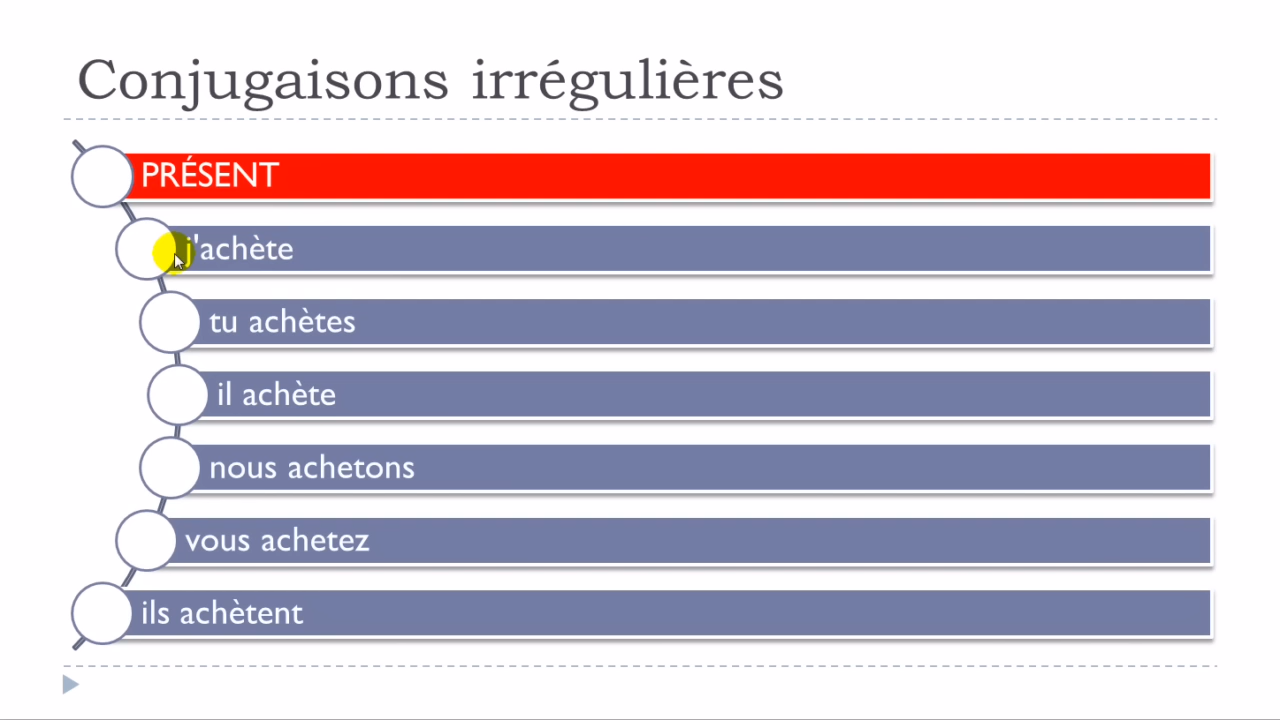 Conjugaisons irrégulières
PRÉSENT
j'achète
tu achètes
il achète
nous achetons
vous achetez
ils achètent